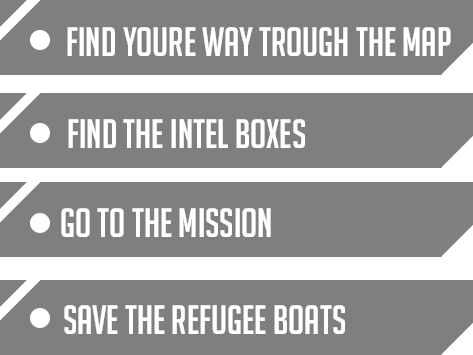 FIND YOURE WAY TROUGH THE MAP
FIND THE INTEL BOXES
GO TO THE MISSION
SAVE THE REFUGEE BOATS